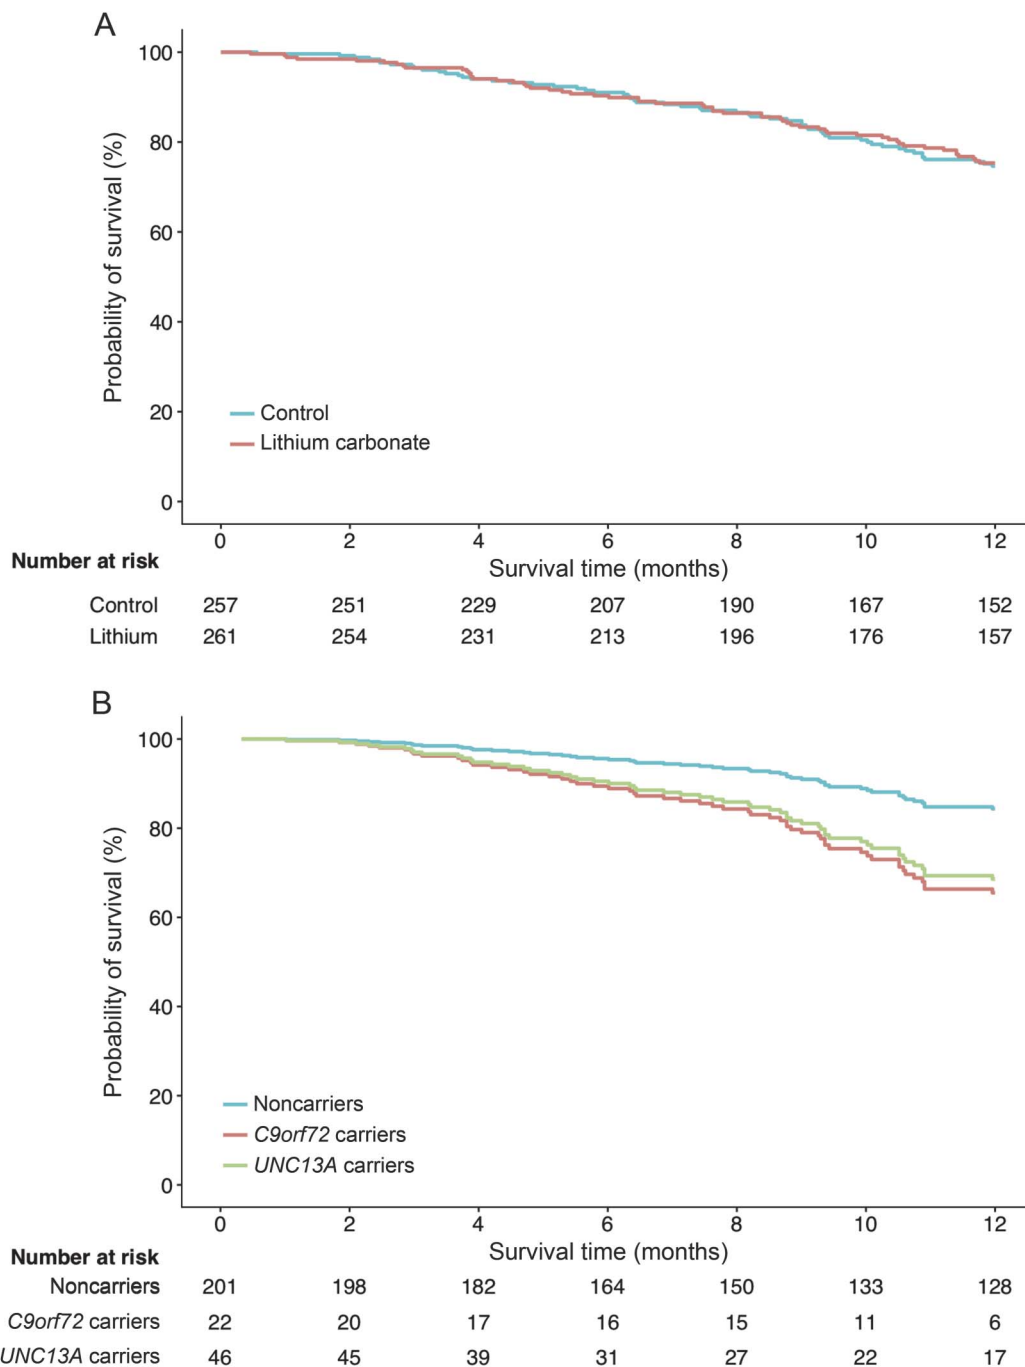 A
100
80
60
40
20
0
Probability of survival (%)
Control
Lithium carbonate
0 2 4 6 8 10 12
Survival time (months)
Number at risk
Control 257 251 229 207 190 167 152
Lithium 261 254 231 213 196 176 157
B
100
80
60
40
20
0
Probability of survival (%)
Noncarriers
C9orf72 carriers
UNC13A carriers
0 2 4 6 8 10 12
Survival time (months)
Number at risk
Noncarriers 201 198 182 164 150 133 128
C9orf72 carriers 22 20 17 16 15 11 6
UNC13A carriers 46 45 39 31 27 22 17